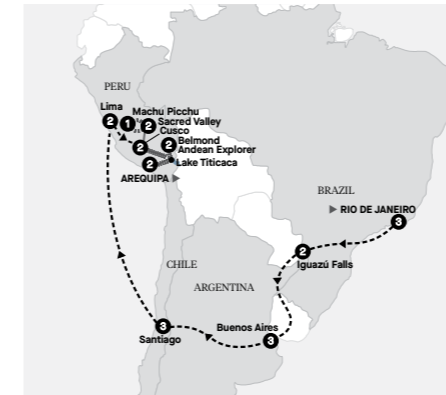 PERU
Lima
Machu Picchu
2
1
2
Sacred Valley
Cusco
2
2
Belmond
Andean Explorer
Lake Titicaca
2
AREQUIPA
BRAZIL
RIO DE JANEIRO
3
2
Iguazú Falls
CHILE
ARGENTINA
3
Santiago
Buenos Aires
3